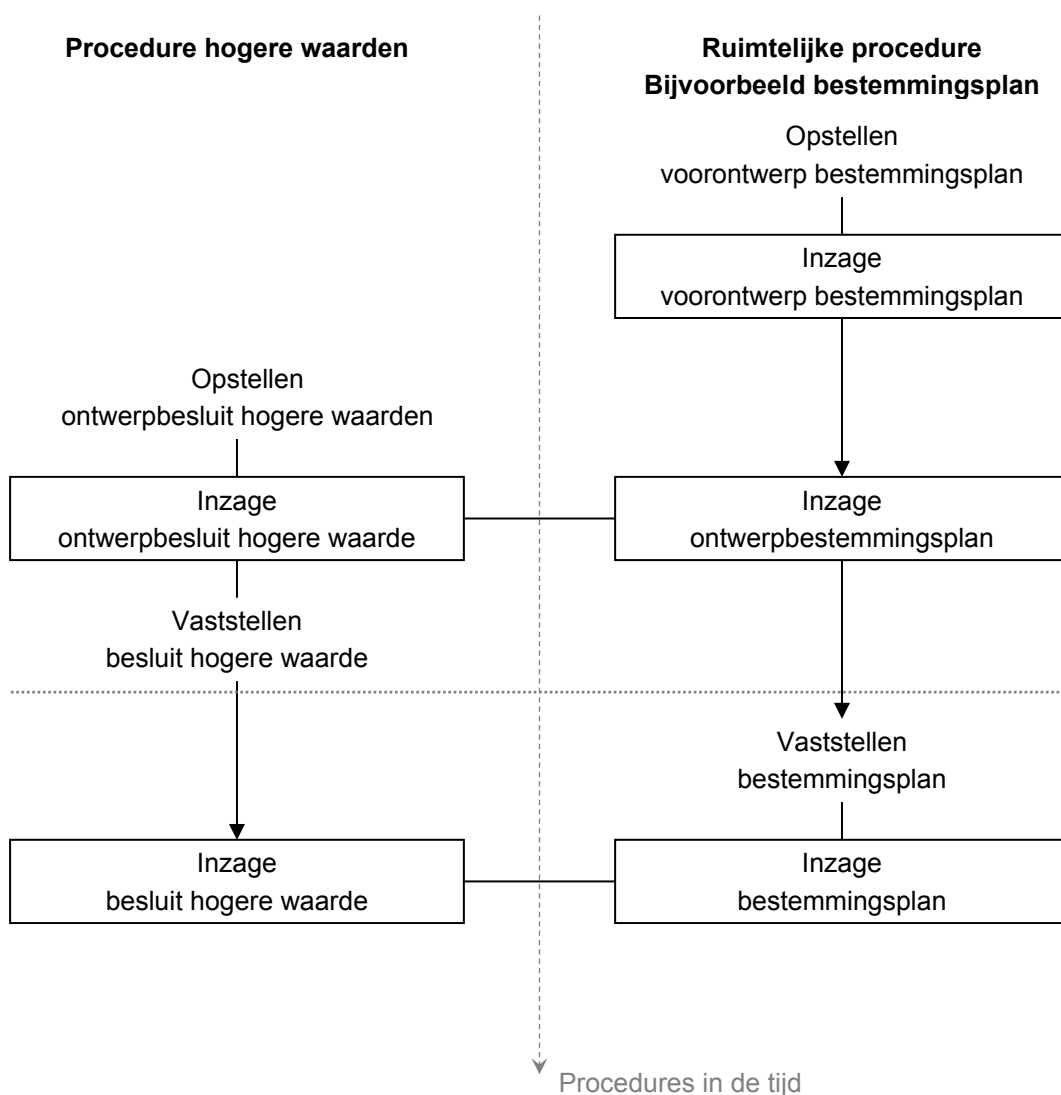 Procedure hogere waarden
Ruimtelijke procedure
Bijvoorbeeld bestemmingsplan
Opstellen
voorontwerp bestemmingsplan
Inzage
voorontwerp bestemmingsplan
Opstellen
ontwerpbesluit hogere waarden
Inzage
ontwerpbesluit hogere waarde
Inzage
ontwerpbestemmingsplan
Vaststellen
besluit hogere waarde
Vaststellen
bestemmingsplan
Inzage
besluit hogere waarde
Inzage
bestemmingsplan
Procedures in de tijd